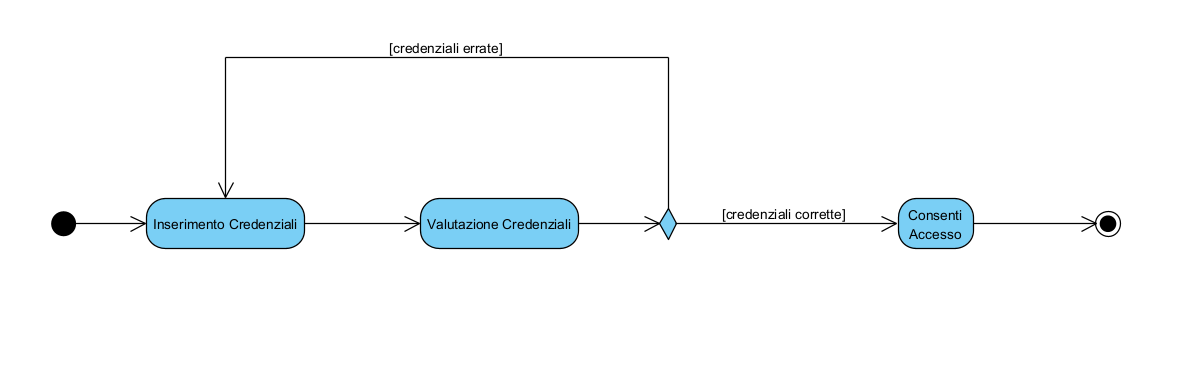 [credenziali errate]
Inserimento Credenziali
Valutazione Credenziali
[credenziali corrette]
Consenti
Accesso